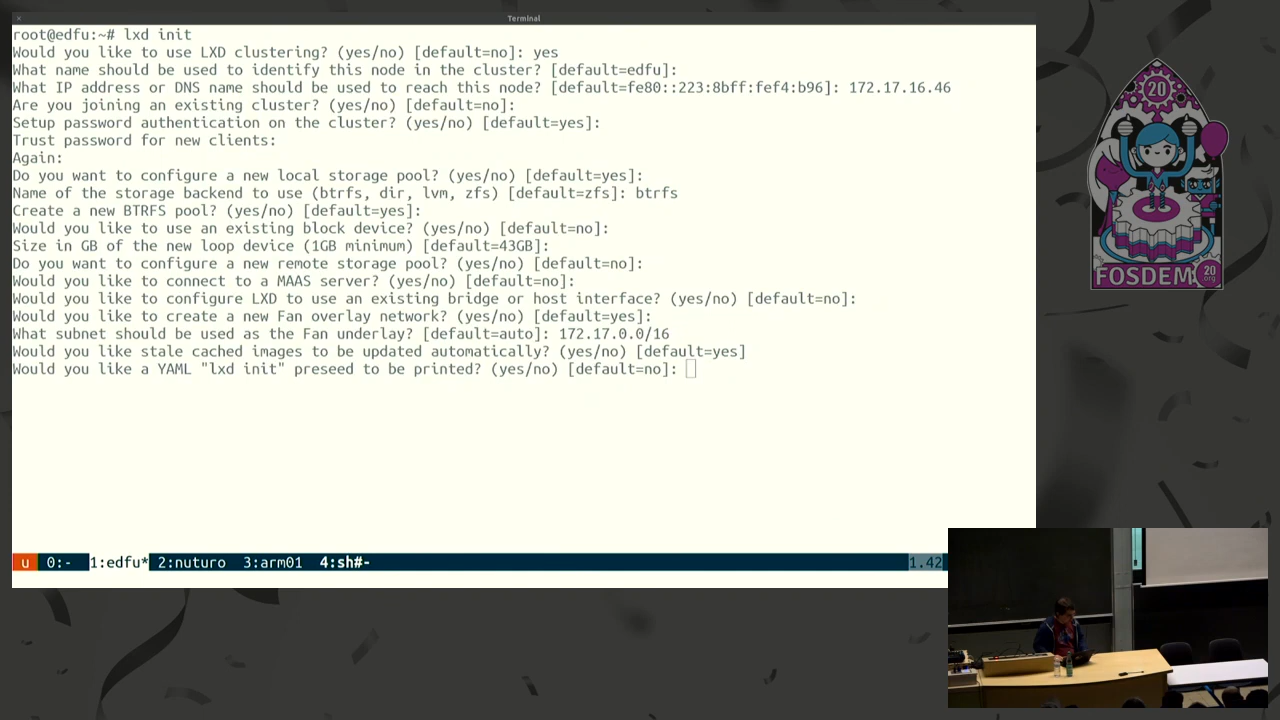 Terminal
root@edfu:~# lxd init
Would you like to use LXD clustering? (yes/no) [default=no]: yes
What name should be used to identify this node in the cluster? [default=edfu]:
What IP address or DNS name should be used to reach this node? [default=fe80::223:8bff:fef4:b96]: 172.17.16.46
Are you joining an existing cluster? (yes/no) [default=no]:
Setup password authentication on the cluster? (yes/no) [default=yes]:
Trust password for new clients:
Again:
Do you want to configure a new local storage pool? (yes/no) [default=yes]:
Name of the storage backend to use (btrfs, dir, lvm, zfs) [default=zfs]: btrfs
Create a new BTRFS pool? (yes/no) [default=yes]:
Would you like to use an existing block device? (yes/no) [default=no]:
Size in GB of the new loop device (1GB minimum) [default=43GB]:
Do you want to configure a new remote storage pool? (yes/no) [default=no]:
Would you like to connect to a MAAS server? (yes/no) [default=no]:
Would you like to configure LXD to use an existing bridge or host interface? (yes/no) [default=no]:
Would you like to create a new Fan overlay network? (yes/no) [default=yes]:
What subnet should be used as the Fan underlay? [default=auto]: 172.17.0.0/16
Would you like stale cached images to be updated automatically? (yes/no) [default=yes]
Would you like a YAML "lxd init" preseed to be printed? (yes/no) [default=no]:
u 0:- 1:edfu* 2:nuturo 3:arm01 4:sh#- 1.42
20
FOSDEM 20
.org